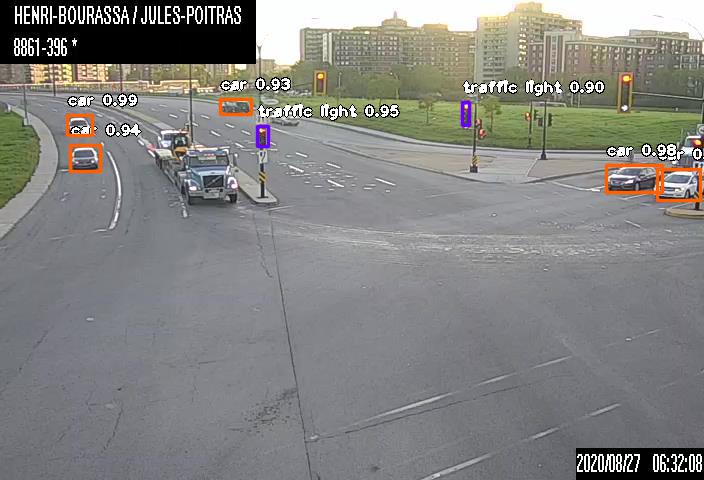 HENRI-BOURASSA / JULES-POITRAS
8861-396 *
car 0.93
traffic light 0.90
car 0.99
traffic light 0.95
car 0.94
car 0.98
2020/08/27 06:32:08